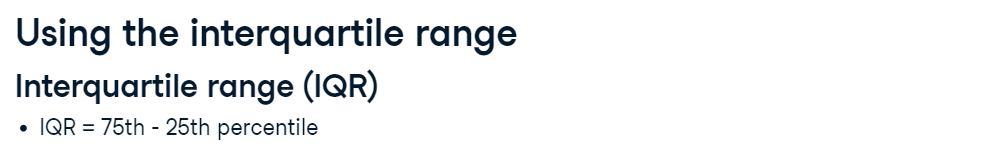 Using the interquartile range
Interquartile range (IQR)
• IQR = 75th - 25th percentile